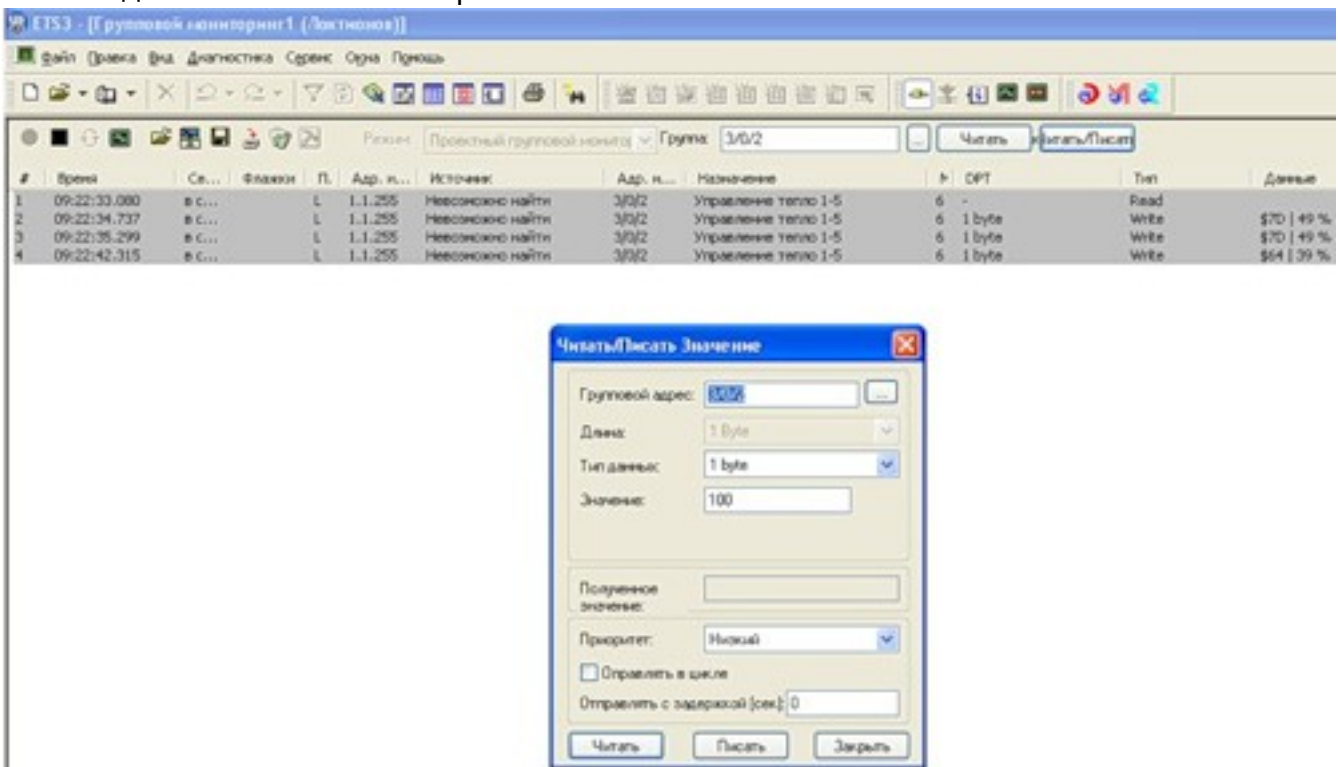 ETS3 - [Групповой мониторинг1 (Локтионов)]
Файл Правка Вид Диагностика Сервис Окна Помощь
Режим: Проектный групповой монитор Группа: 3/0/2 ... Читать Читать/Писать
# Время Се... Флажки П. Адр. и... Источник Адр. н... Назначение DPT Тип Данные
1 09:22:33.080 в с... L 1.1.255 Невозможно найти 3/0/2 Управление тепло 1-5 6 - Read
2 09:22:34.737 в с... L 1.1.255 Невозможно найти 3/0/2 Управление тепло 1-5 6 1 byte Write $7D | 49 %
3 09:22:35.299 в с... L 1.1.255 Невозможно найти 3/0/2 Управление тепло 1-5 6 1 byte Write $7D | 49 %
4 09:22:42.315 в с... L 1.1.255 Невозможно найти 3/0/2 Управление тепло 1-5 6 1 byte Write $64 | 39 %
Читать/Писать Значение
Групповой адрес: 3/0/2 ...
Длина: 1 Byte
Тип данных: 1 byte
Значение: 100
Полученное
значение:
Приоритет: Низкий
Оправлять в цикле
Отправлять с задержкой [сек.]: 0
Читать Писать Закрыть